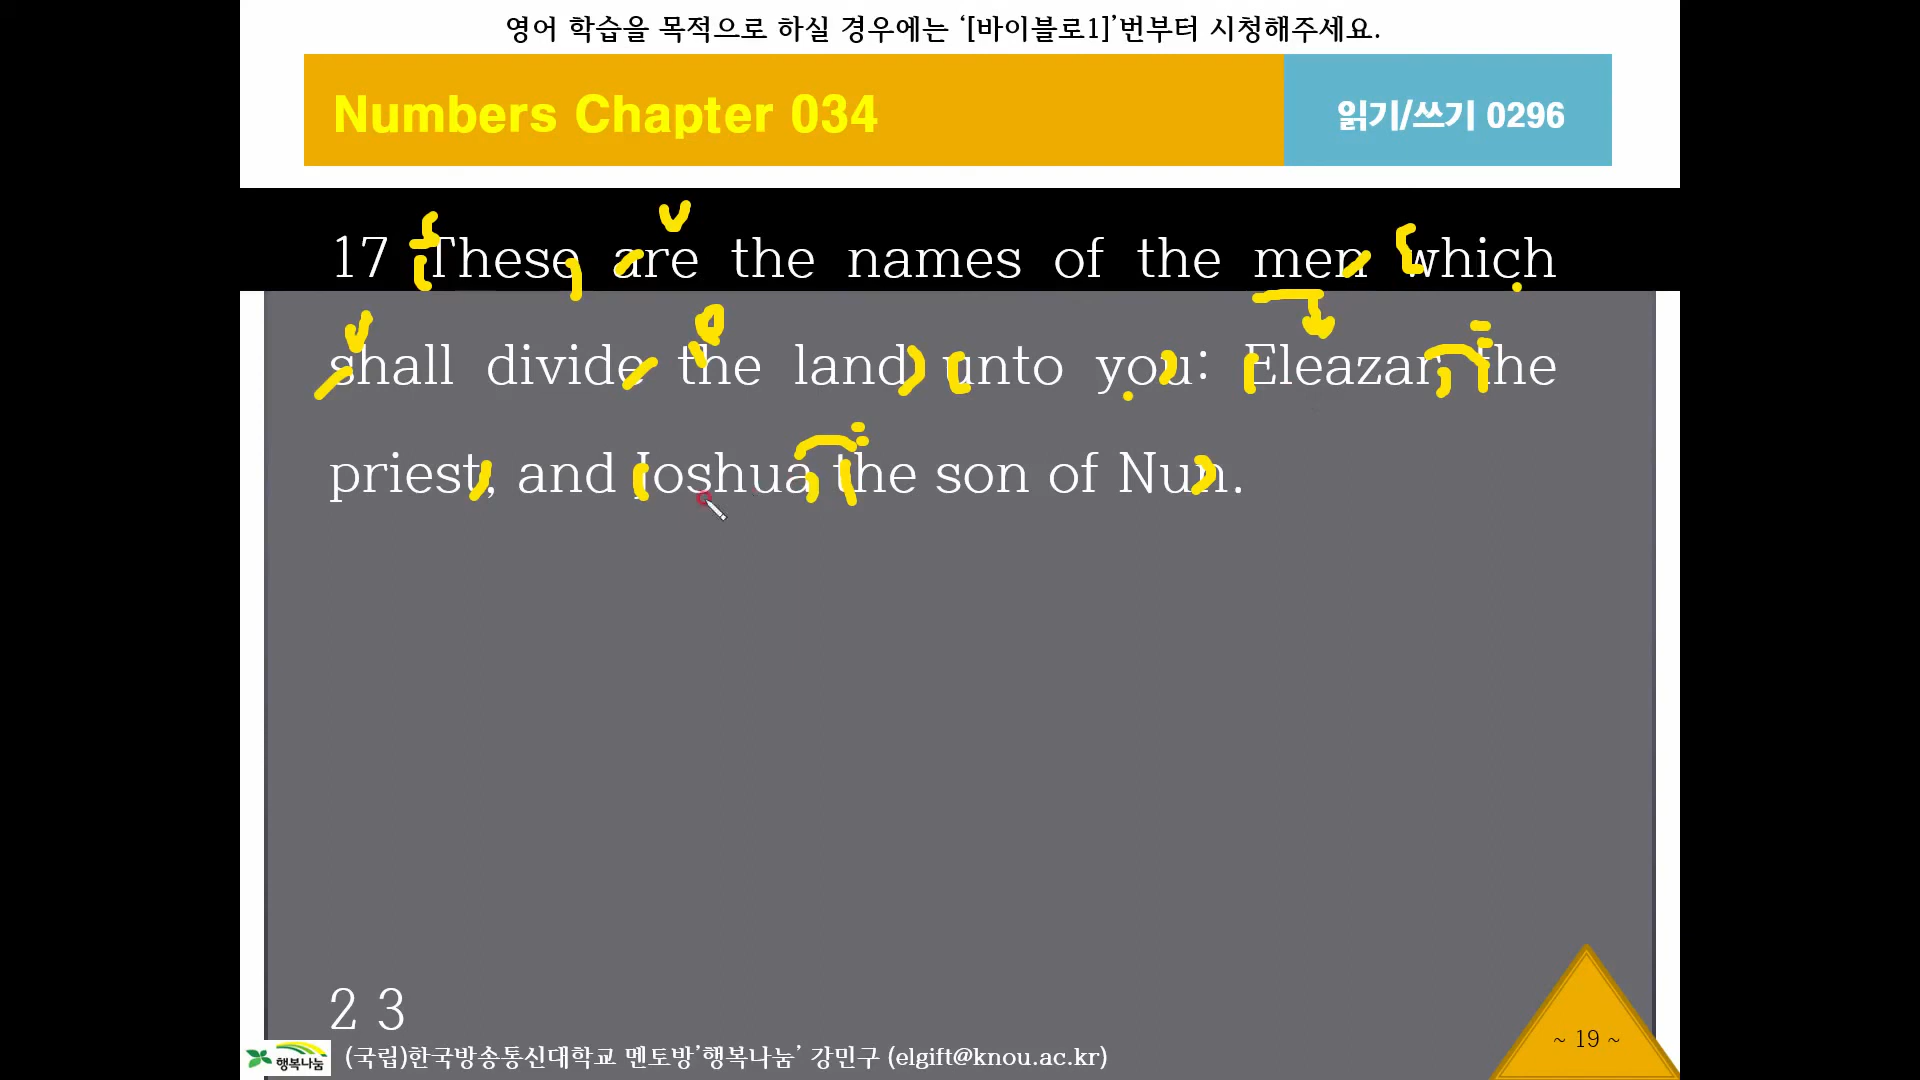 영어 학습을 목적으로 하실 경우에는 ‘[바이블로1]’번부터 시청해주세요.
Numbers Chapter 034
읽기/쓰기 0296
17 These are the names of the men which
shall divide the land unto you: Eleazar the
priest, and Joshua the son of Nun.
2 3
행복나눔
(국립)한국방송통신대학교 멘토방’행복나눔’ 강민구 (elgift@knou.ac.kr)
~ 19 ~